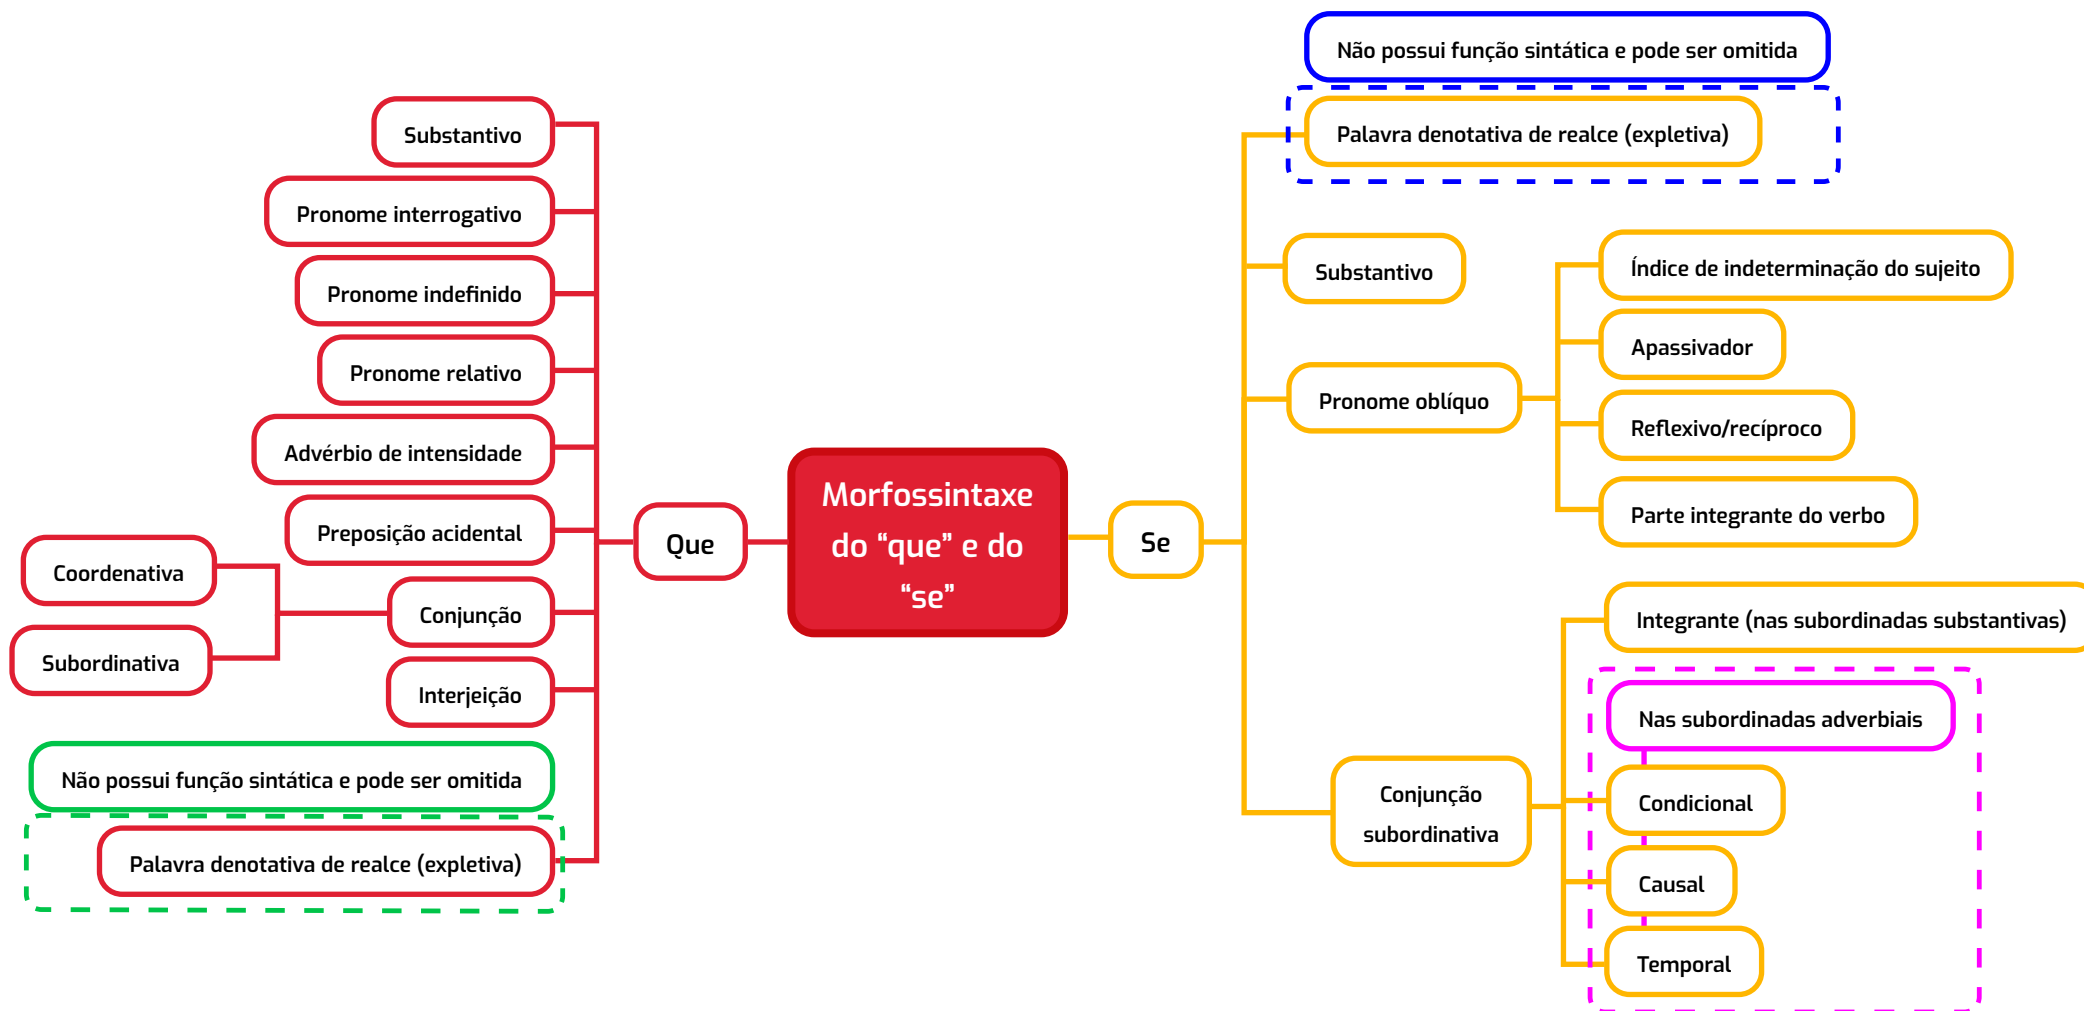 Morfossintaxe
do “que” e do
“se”
Que
Substantivo
Pronome interrogativo
Pronome indefinido
Pronome relativo
Advérbio de intensidade
Preposição acidental
Conjunção
Coordenativa
Subordinativa
Interjeição
Não possui função sintática e pode ser omitida
Palavra denotativa de realce (expletiva)
Se
Não possui função sintática e pode ser omitida
Palavra denotativa de realce (expletiva)
Substantivo
Pronome oblíquo
Índice de indeterminação do sujeito
Apassivador
Reflexivo/recíproco
Parte integrante do verbo
Conjunção
subordinativa
Integrante (nas subordinadas substantivas)
Nas subordinadas adverbiais
Condicional
Causal
Temporal